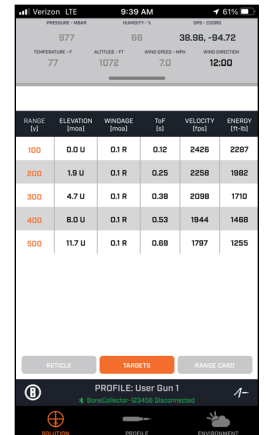 Verizon LTE 9:39 AM 61%
PRESSURE - MBAR HUMIDITY - % GPS - COORD
977 66 38.96, -94.72
TEMPERATURE - F ALTITUDE - FT WIND SPEED - MPH WIND DIRECTION
77 1072 7.0 12:00
RANGE ELEVATION WINDAGE ToF VELOCITY ENERGY
[y] [moa] [moa] [s] [fps] [ft-lb]
100 0.0 U 0.1 R 0.12 2426 2287
200 1.9 U 0.1 R 0.25 2258 1982
300 4.7 U 0.1 R 0.38 2098 1710
400 8.0 U 0.1 R 0.53 1944 1468
500 11.7 U 0.1 R 0.69 1797 1255
RETICLE TARGETS RANGE CARD
PROFILE: User Gun 1
BoneCollector-123456 Disconnected
SOLUTION PROFILE ENVIRONMENT